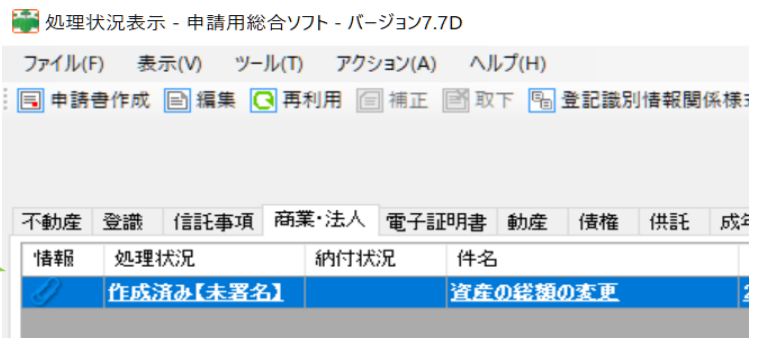 処理状況表示 - 申請用総合ソフト - バージョン7.7D
ファイル(F) 表示(V) ツール(T) アクション(A) ヘルプ(H)
申請書作成 編集 再利用 補正 取下 登記識別情報関係様
不動産 登識 信託事項 商業・法人 電子証明書 動産 債権 供託 成年
情報 処理状況 納付状況 件名
作成済み【未署名】 資産の総額の変更 2